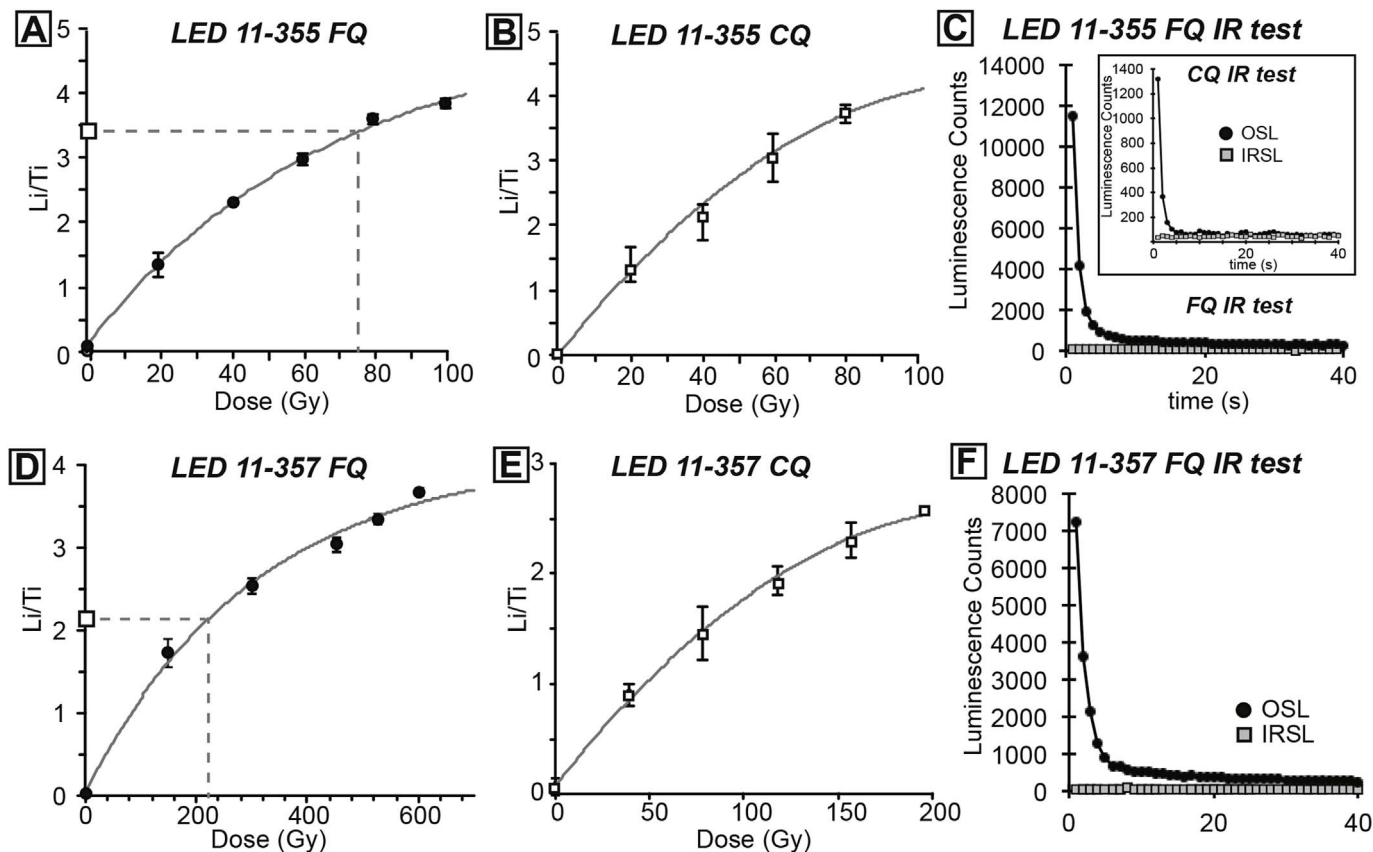 A
LED 11-355 FQ
5
4
3
2
1
0
Li/Ti
0 20 40 60 80 100
Dose (Gy)
B
LED 11-355 CQ
5
4
3
2
1
0
Li/Ti
0 20 40 60 80 100
Dose (Gy)
C
LED 11-355 FQ IR test
14000
12000
10000
8000
6000
4000
2000
0
Luminescence Counts
0 20 40
time (s)
FQ IR test
CQ IR test
1400
1200
1000
800
600
400
200
Luminescence Counts
OSL
IRSL
0 10 20 30 40
time (s)
D
LED 11-357 FQ
4
3
2
1
0
Li/Ti
0 200 400 600
Dose (Gy)
E
LED 11-357 CQ
3
2
1
0
Li/Ti
0 50 100 150 200
Dose (Gy)
F
LED 11-357 FQ IR test
8000
7000
6000
5000
4000
3000
2000
1000
0
Luminescence Counts
OSL
IRSL
0 20 40